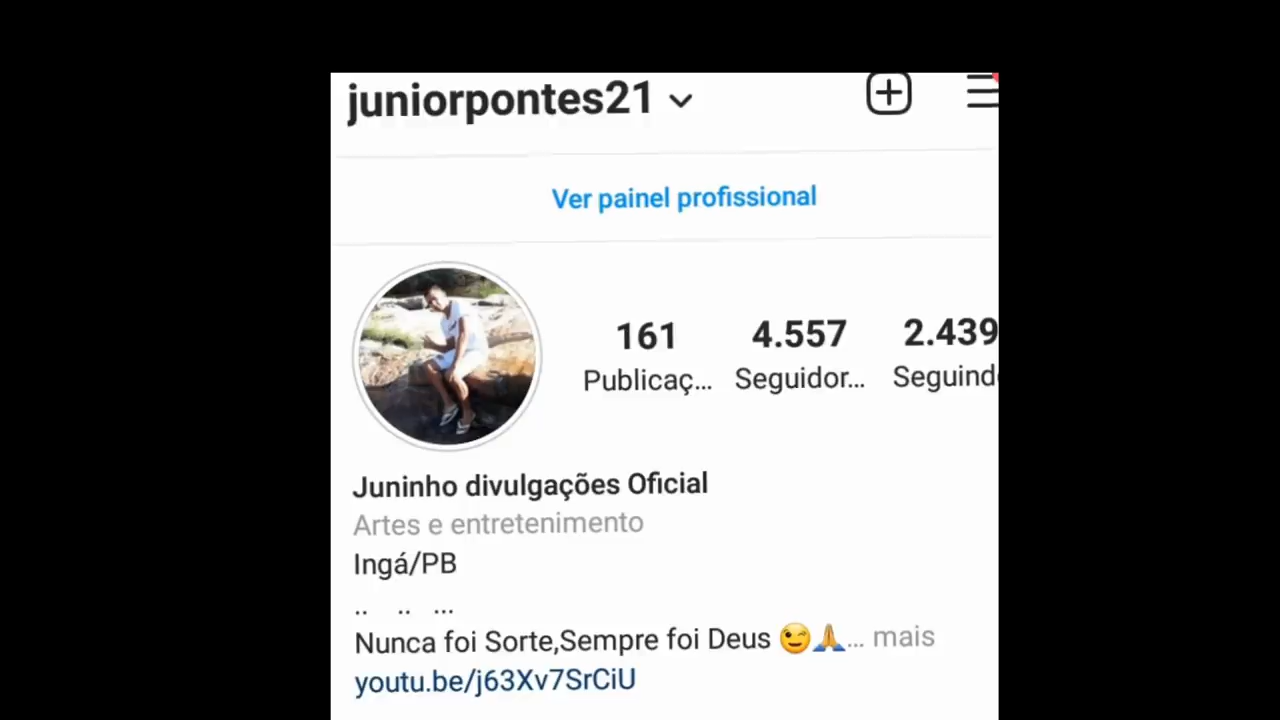 juniorpontes21
Ver painel profissional
161 4.557 2.439
Publicaç... Seguidor... Seguind
Juninho divulgações Oficial
Artes e entretenimento
Ingá/PB
.. .. ...
Nunca foi Sorte,Sempre foi Deus 😉🙏... mais
youtu.be/j63Xv7SrCiU